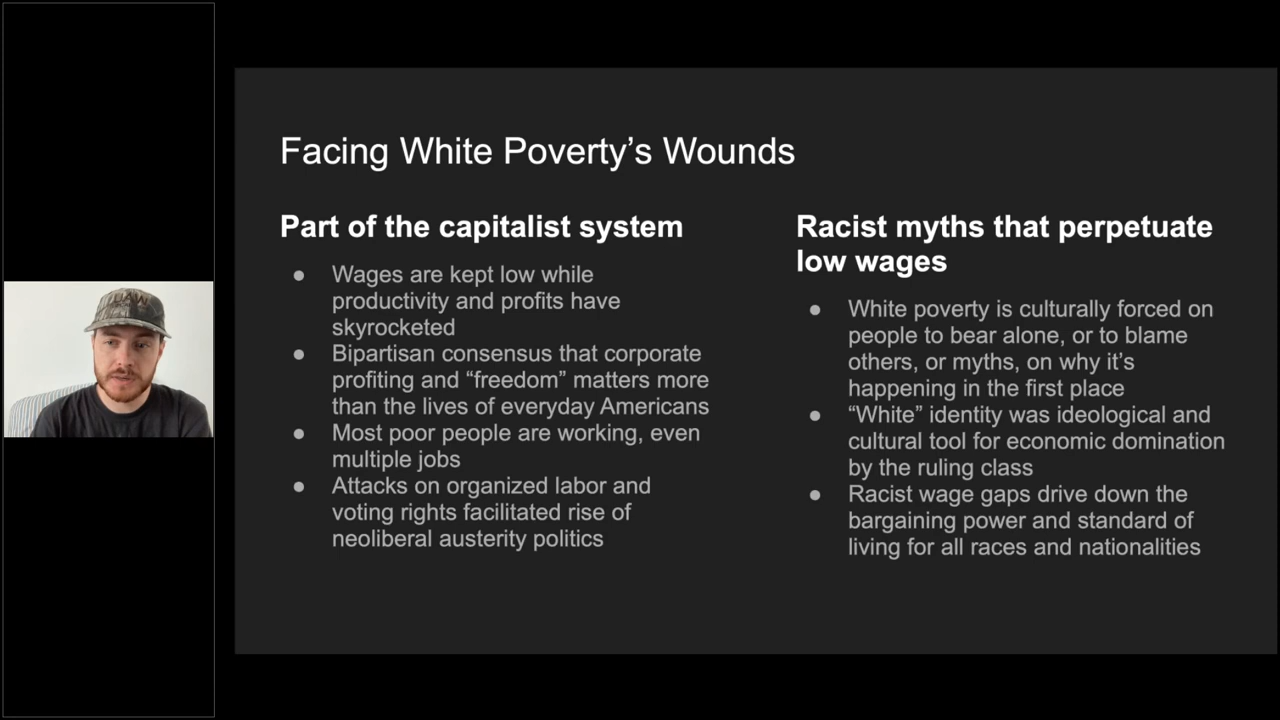 Facing White Poverty’s Wounds
Part of the capitalist system
● Wages are kept low while
productivity and profits have
skyrocketed
● Bipartisan consensus that corporate
profiting and “freedom” matters more
than the lives of everyday Americans
● Most poor people are working, even
multiple jobs
● Attacks on organized labor and
voting rights facilitated rise of
neoliberal austerity politics
Racist myths that perpetuate
low wages
● White poverty is culturally forced on
people to bear alone, or to blame
others, or myths, on why it’s
happening in the first place
● “White” identity was ideological and
cultural tool for economic domination
by the ruling class
● Racist wage gaps drive down the
bargaining power and standard of
living for all races and nationalities